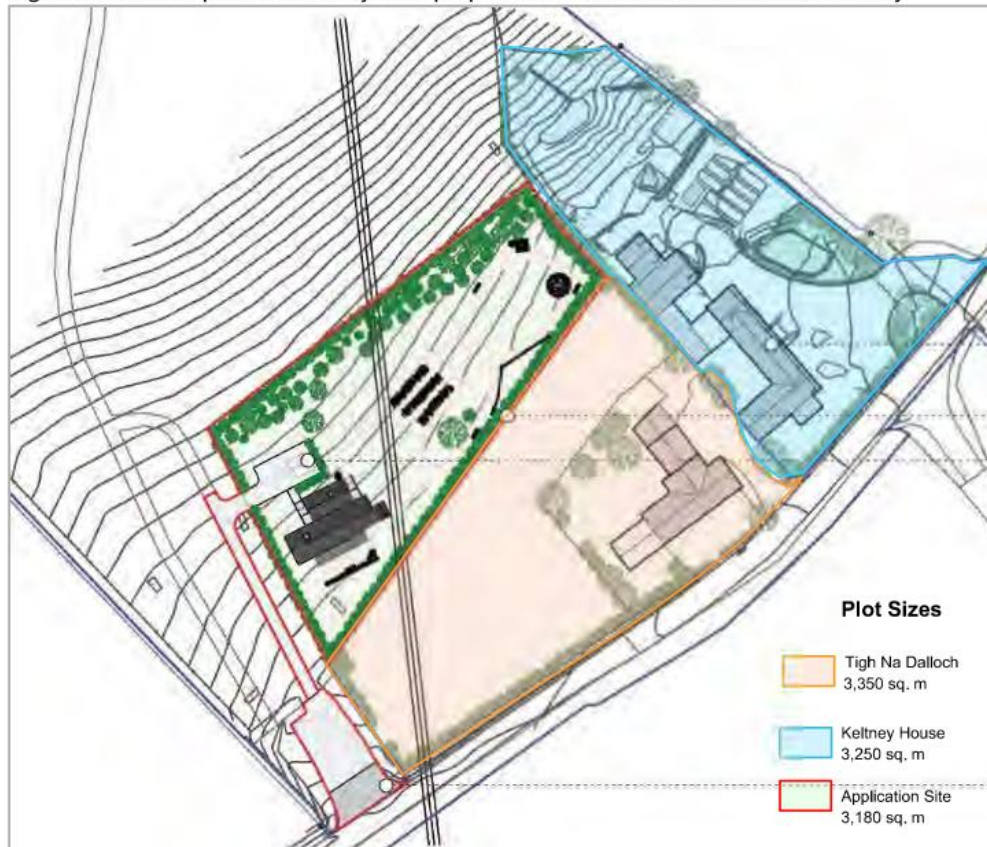 Plot Sizes
Tigh Na Dalloch
3,350 sq. m
Keltney House
3,250 sq. m
Application Site
3,180 sq. m